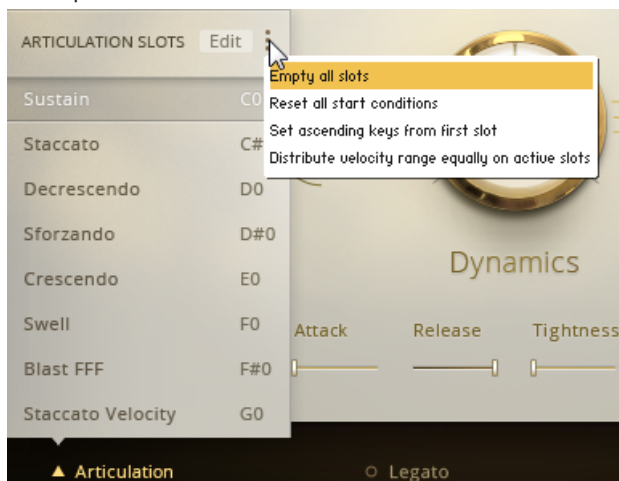 ARTICULATION SLOTS Edit
Empty all slots
Reset all start conditions
Set ascending keys from first slot
Distribute velocity range equally on active slots
Sustain C0
Staccato C#
Decrescendo D0
Sforzando D#0
Crescendo E0
Swell F0
Blast FFF F#0
Staccato Velocity G0
Dynamics
Attack Release Tightness
Articulation Legato